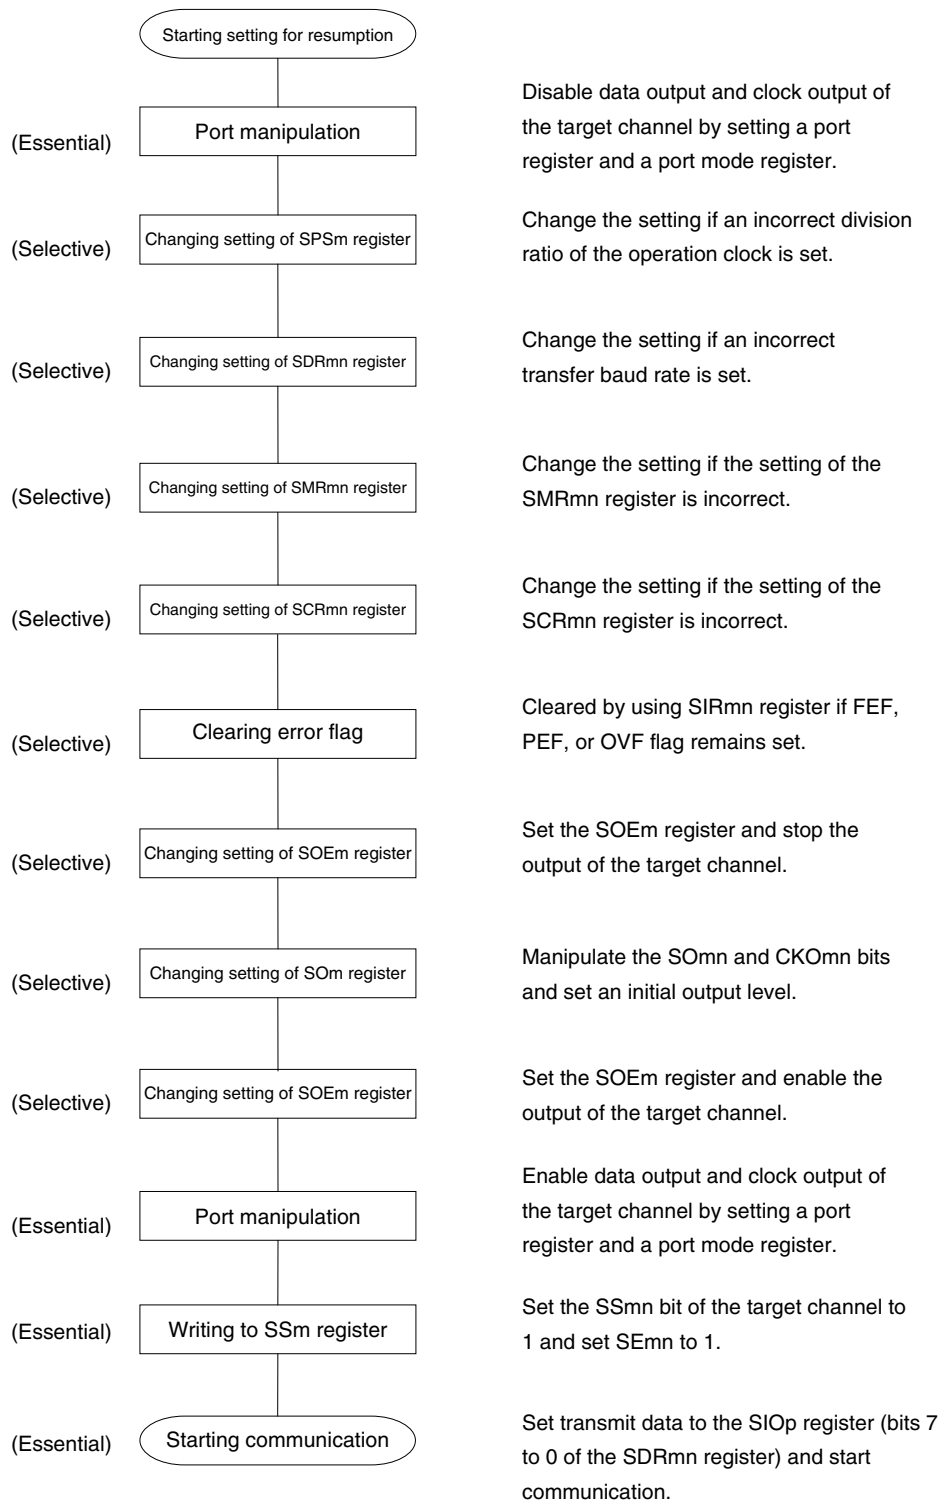 Starting setting for resumption
(Essential)
Port manipulation
Disable data output and clock output of
the target channel by setting a port
register and a port mode register.
(Selective)
Changing setting of SPSm register
Change the setting if an incorrect division
ratio of the operation clock is set.
(Selective)
Changing setting of SDRmn register
Change the setting if an incorrect
transfer baud rate is set.
(Selective)
Changing setting of SMRmn register
Change the setting if the setting of the
SMRmn register is incorrect.
(Selective)
Changing setting of SCRmn register
Change the setting if the setting of the
SCRmn register is incorrect.
(Selective)
Clearing error flag
Cleared by using SIRmn register if FEF,
PEF, or OVF flag remains set.
(Selective)
Changing setting of SOEm register
Set the SOEm register and stop the
output of the target channel.
(Selective)
Changing setting of SOm register
Manipulate the SOmn and CKOmn bits
and set an initial output level.
(Selective)
Changing setting of SOEm register
Set the SOEm register and enable the
output of the target channel.
(Essential)
Port manipulation
Enable data output and clock output of
the target channel by setting a port
register and a port mode register.
(Essential)
Writing to SSm register
Set the SSmn bit of the target channel to
1 and set SEmn to 1.
(Essential)
Starting communication
Set transmit data to the SIOp register (bits 7
to 0 of the SDRmn register) and start
communication.